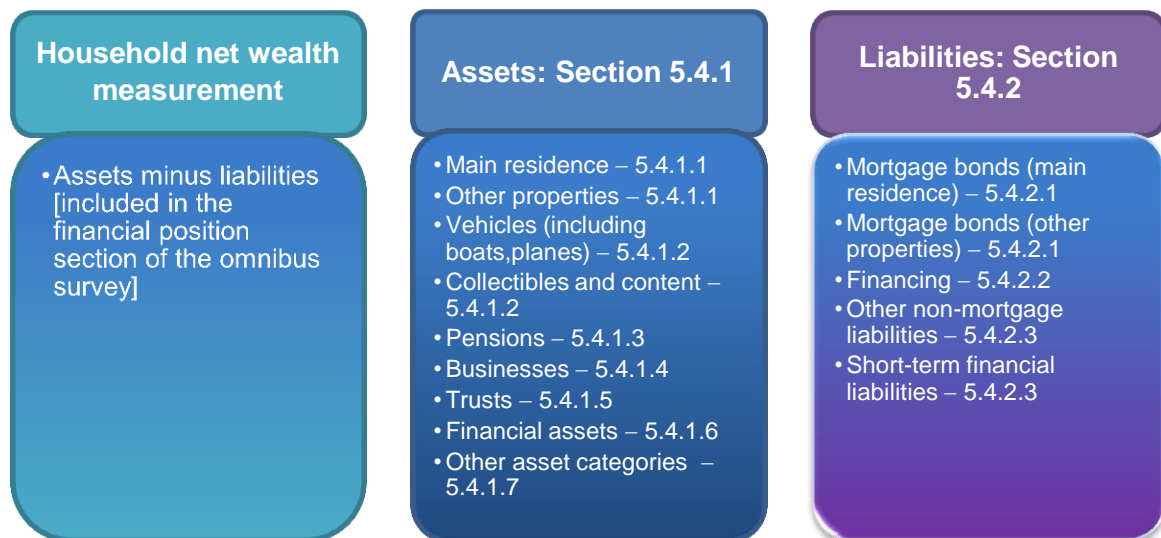 Household net wealth
measurement
• Assets minus liabilities
[included in the
financial position
section of the omnibus
survey]
Assets: Section 5.4.1
• Main residence – 5.4.1.1
• Other properties – 5.4.1.1
• Vehicles (including
boats,planes) – 5.4.1.2
• Collectibles and content –
5.4.1.2
• Pensions – 5.4.1.3
• Businesses – 5.4.1.4
• Trusts – 5.4.1.5
• Financial assets – 5.4.1.6
• Other asset categories –
5.4.1.7
Liabilities: Section
5.4.2
• Mortgage bonds (main
residence) – 5.4.2.1
• Mortgage bonds (other
properties) – 5.4.2.1
• Financing – 5.4.2.2
• Other non-mortgage
liabilities – 5.4.2.3
• Short-term financial
liabilities – 5.4.2.3